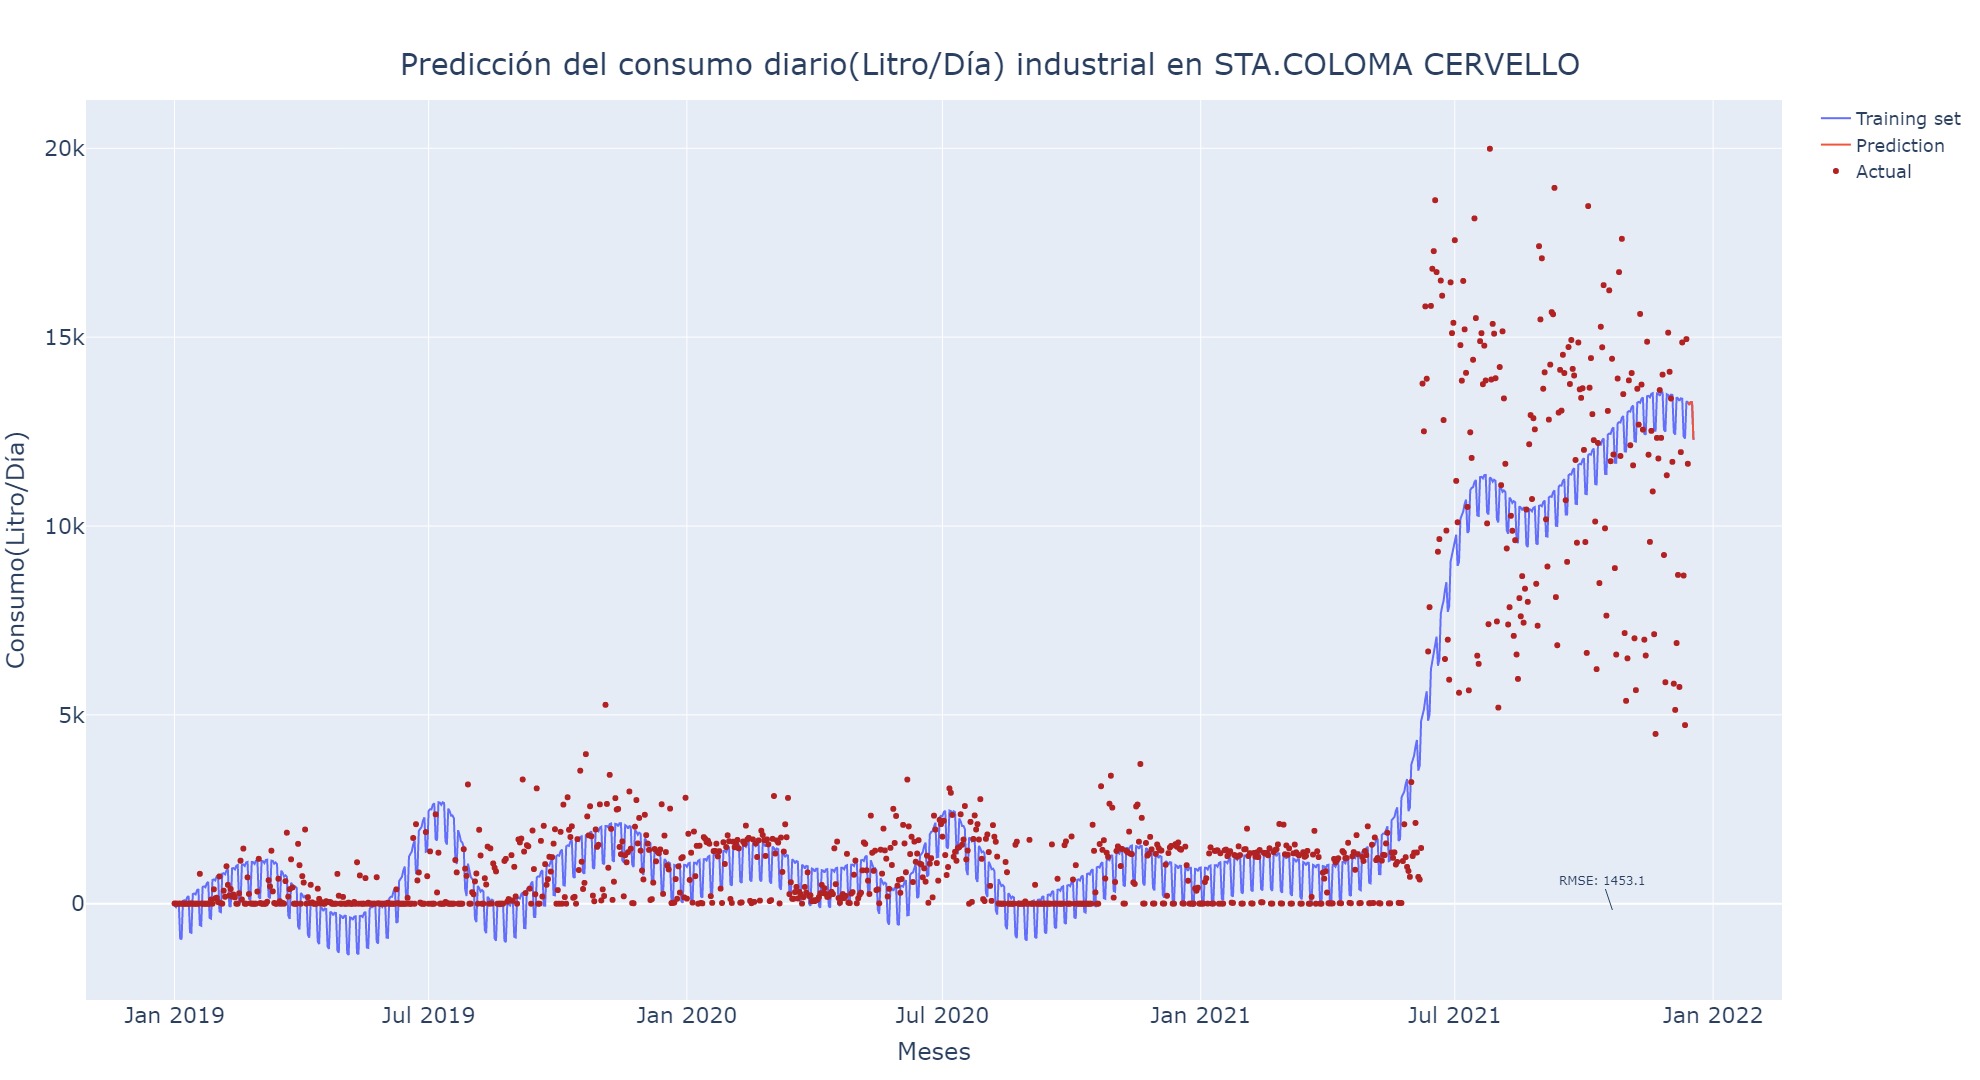 Predicción del consumo diario(Litro/Día) industrial en STA.COLOMA CERVELLO
Training set
Prediction
Actual
20k
15k
10k
5k
0
Consumo(Litro/Día)
RMSE: 1453.1
Jan 2019
Jul 2019
Jan 2020
Jul 2020
Jan 2021
Jul 2021
Jan 2022
Meses